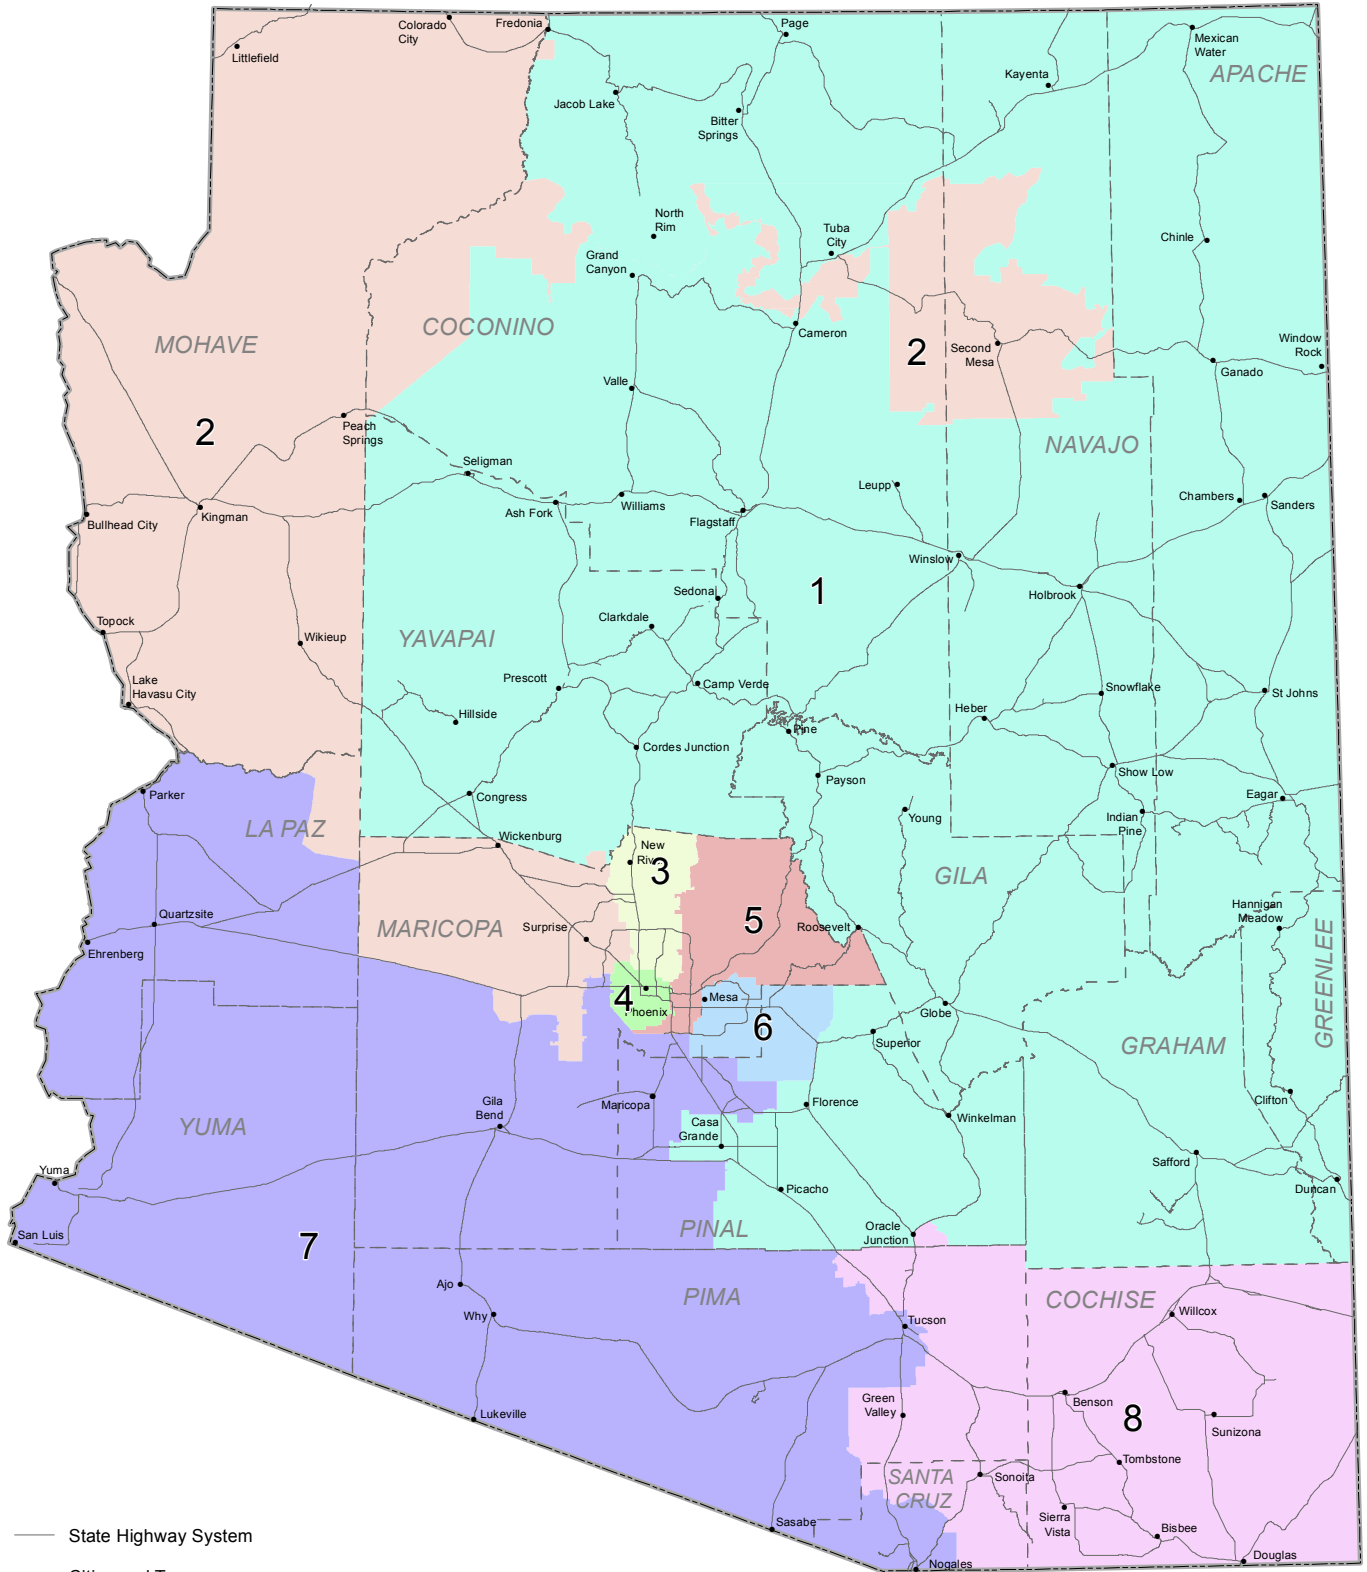 Page
Colorado
City
Fredonia
Littlefield
Mexican
Water
APACHE
Kayenta
Jacob Lake
Bitter
Springs
North
Rim
Tuba
City
Chinle
Grand
Canyon
MOHAVE
COCONINO
Cameron
2
Second
Mesa
Window
Rock
Ganado
Valle
2
Peach
Springs
NAVAJO
Seligman
Leupp
Chambers
Sanders
Bullhead City
Kingman
Ash Fork
Williams
Flagstaff
Winslow
1
Holbrook
Sedona
Topock
Wikieup
YAVAPAI
Clarkdale
Lake
Havasu City
Prescott
Camp Verde
Snowflake
St Johns
Hillside
Heber
Pine
Cordes Junction
Payson
Show Low
Parker
Congress
Eagar
LA PAZ
Wickenburg
Young
Indian
Pine
New
Riv
3
GILA
Quartzsite
MARICOPA
Surprise
5
Roosevelt
Hannigan
Meadow
GREENLEE
Ehrenberg
4
hoenix
Mesa
6
Globe
Superior
GRAHAM
YUMA
Gila
Bend
Maricopa
Florence
Winkelman
Clifton
Casa
Grande
Yuma
Safford
Duncan
Picacho
San Luis
7
PINAL
Oracle
Junction
Ajo
Why
PIMA
COCHISE
Willcox
Tucson
Lukeville
Green
Valley
Benson
8
Sunizona
Tombstone
SANTA
CRUZ
Sonoita
Sasabe
Sierra
Vista
Bisbee
Nogales
Douglas
State Highway System